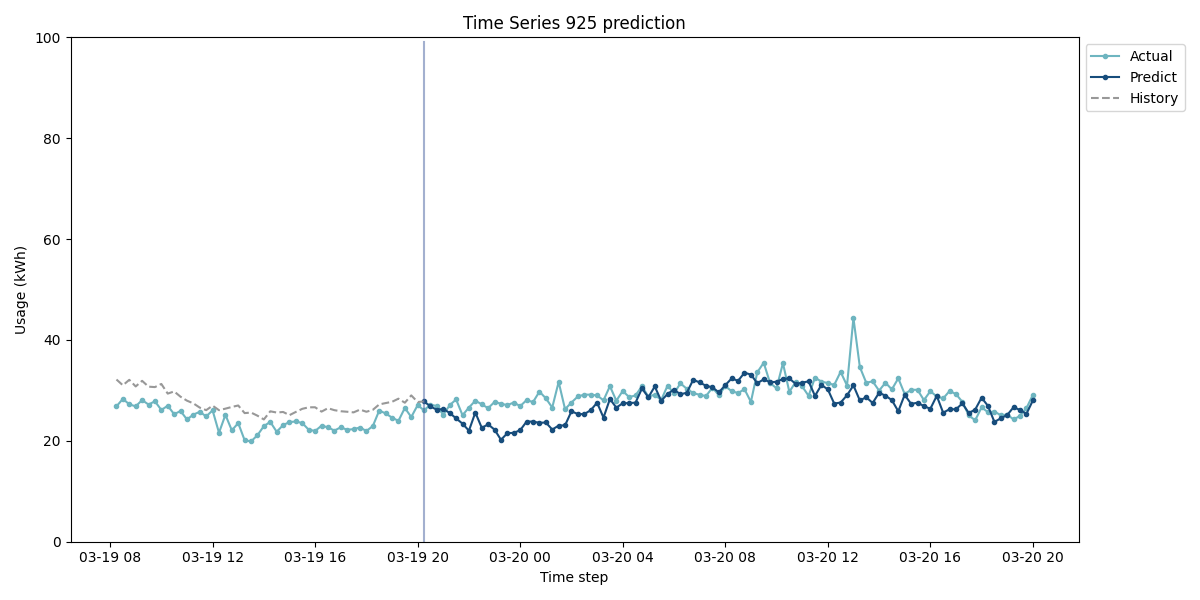 Time Series 925 prediction
100
80
60
40
20
0
Usage (kWh)
03-19 08
03-19 12
03-19 16
03-19 20
03-20 00
03-20 04
03-20 08
03-20 12
03-20 16
03-20 20
Time step
Actual
Predict
History